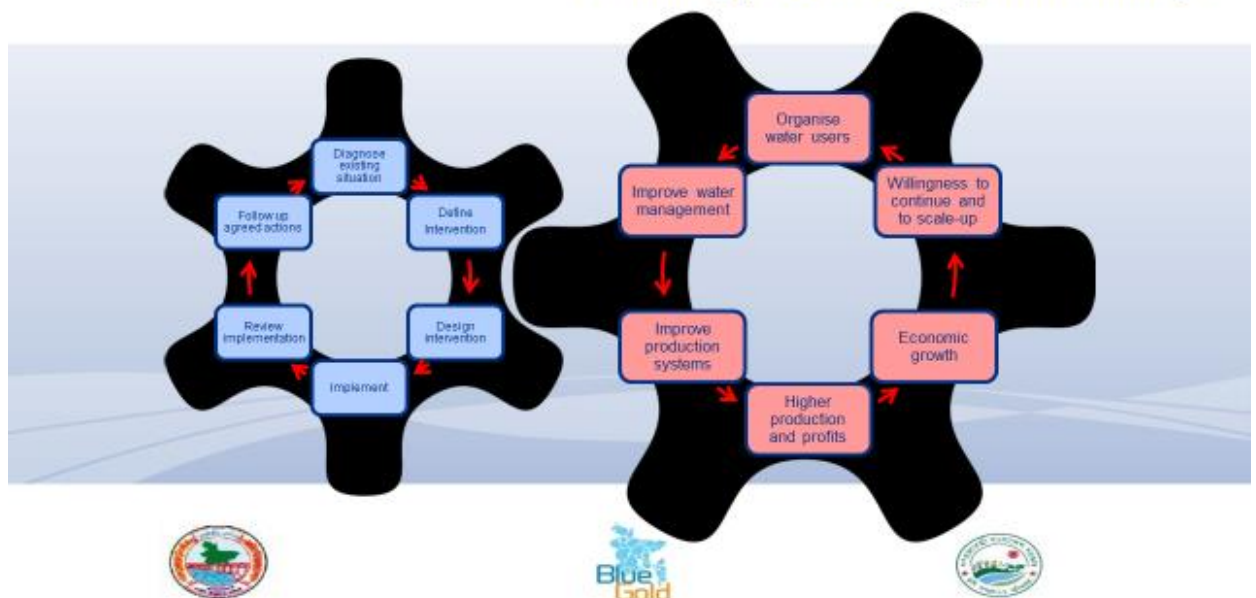 Diagnose
existing
situation
Define
Intervention
Design
Intervention
Implement
Review
implementation
Follow up
agreed actions
Organise
water users
Improve water
management
Improve
production
systems
Higher
production
and profits
Economic
growth
Willingness to
continue and
to scale-up
Blue
Gold